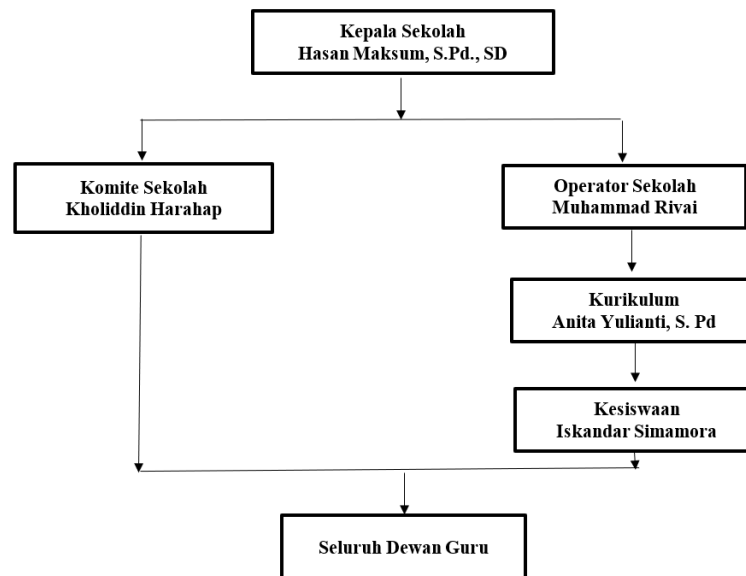 Kepala Sekolah
Hasan Maksum, S.Pd., SD
Komite Sekolah
Kholiddin Harahap
Operator Sekolah
Muhammad Rivai
Kurikulum
Anita Yulianti, S. Pd
Kesiswaan
Iskandar Simamora
Seluruh Dewan Guru